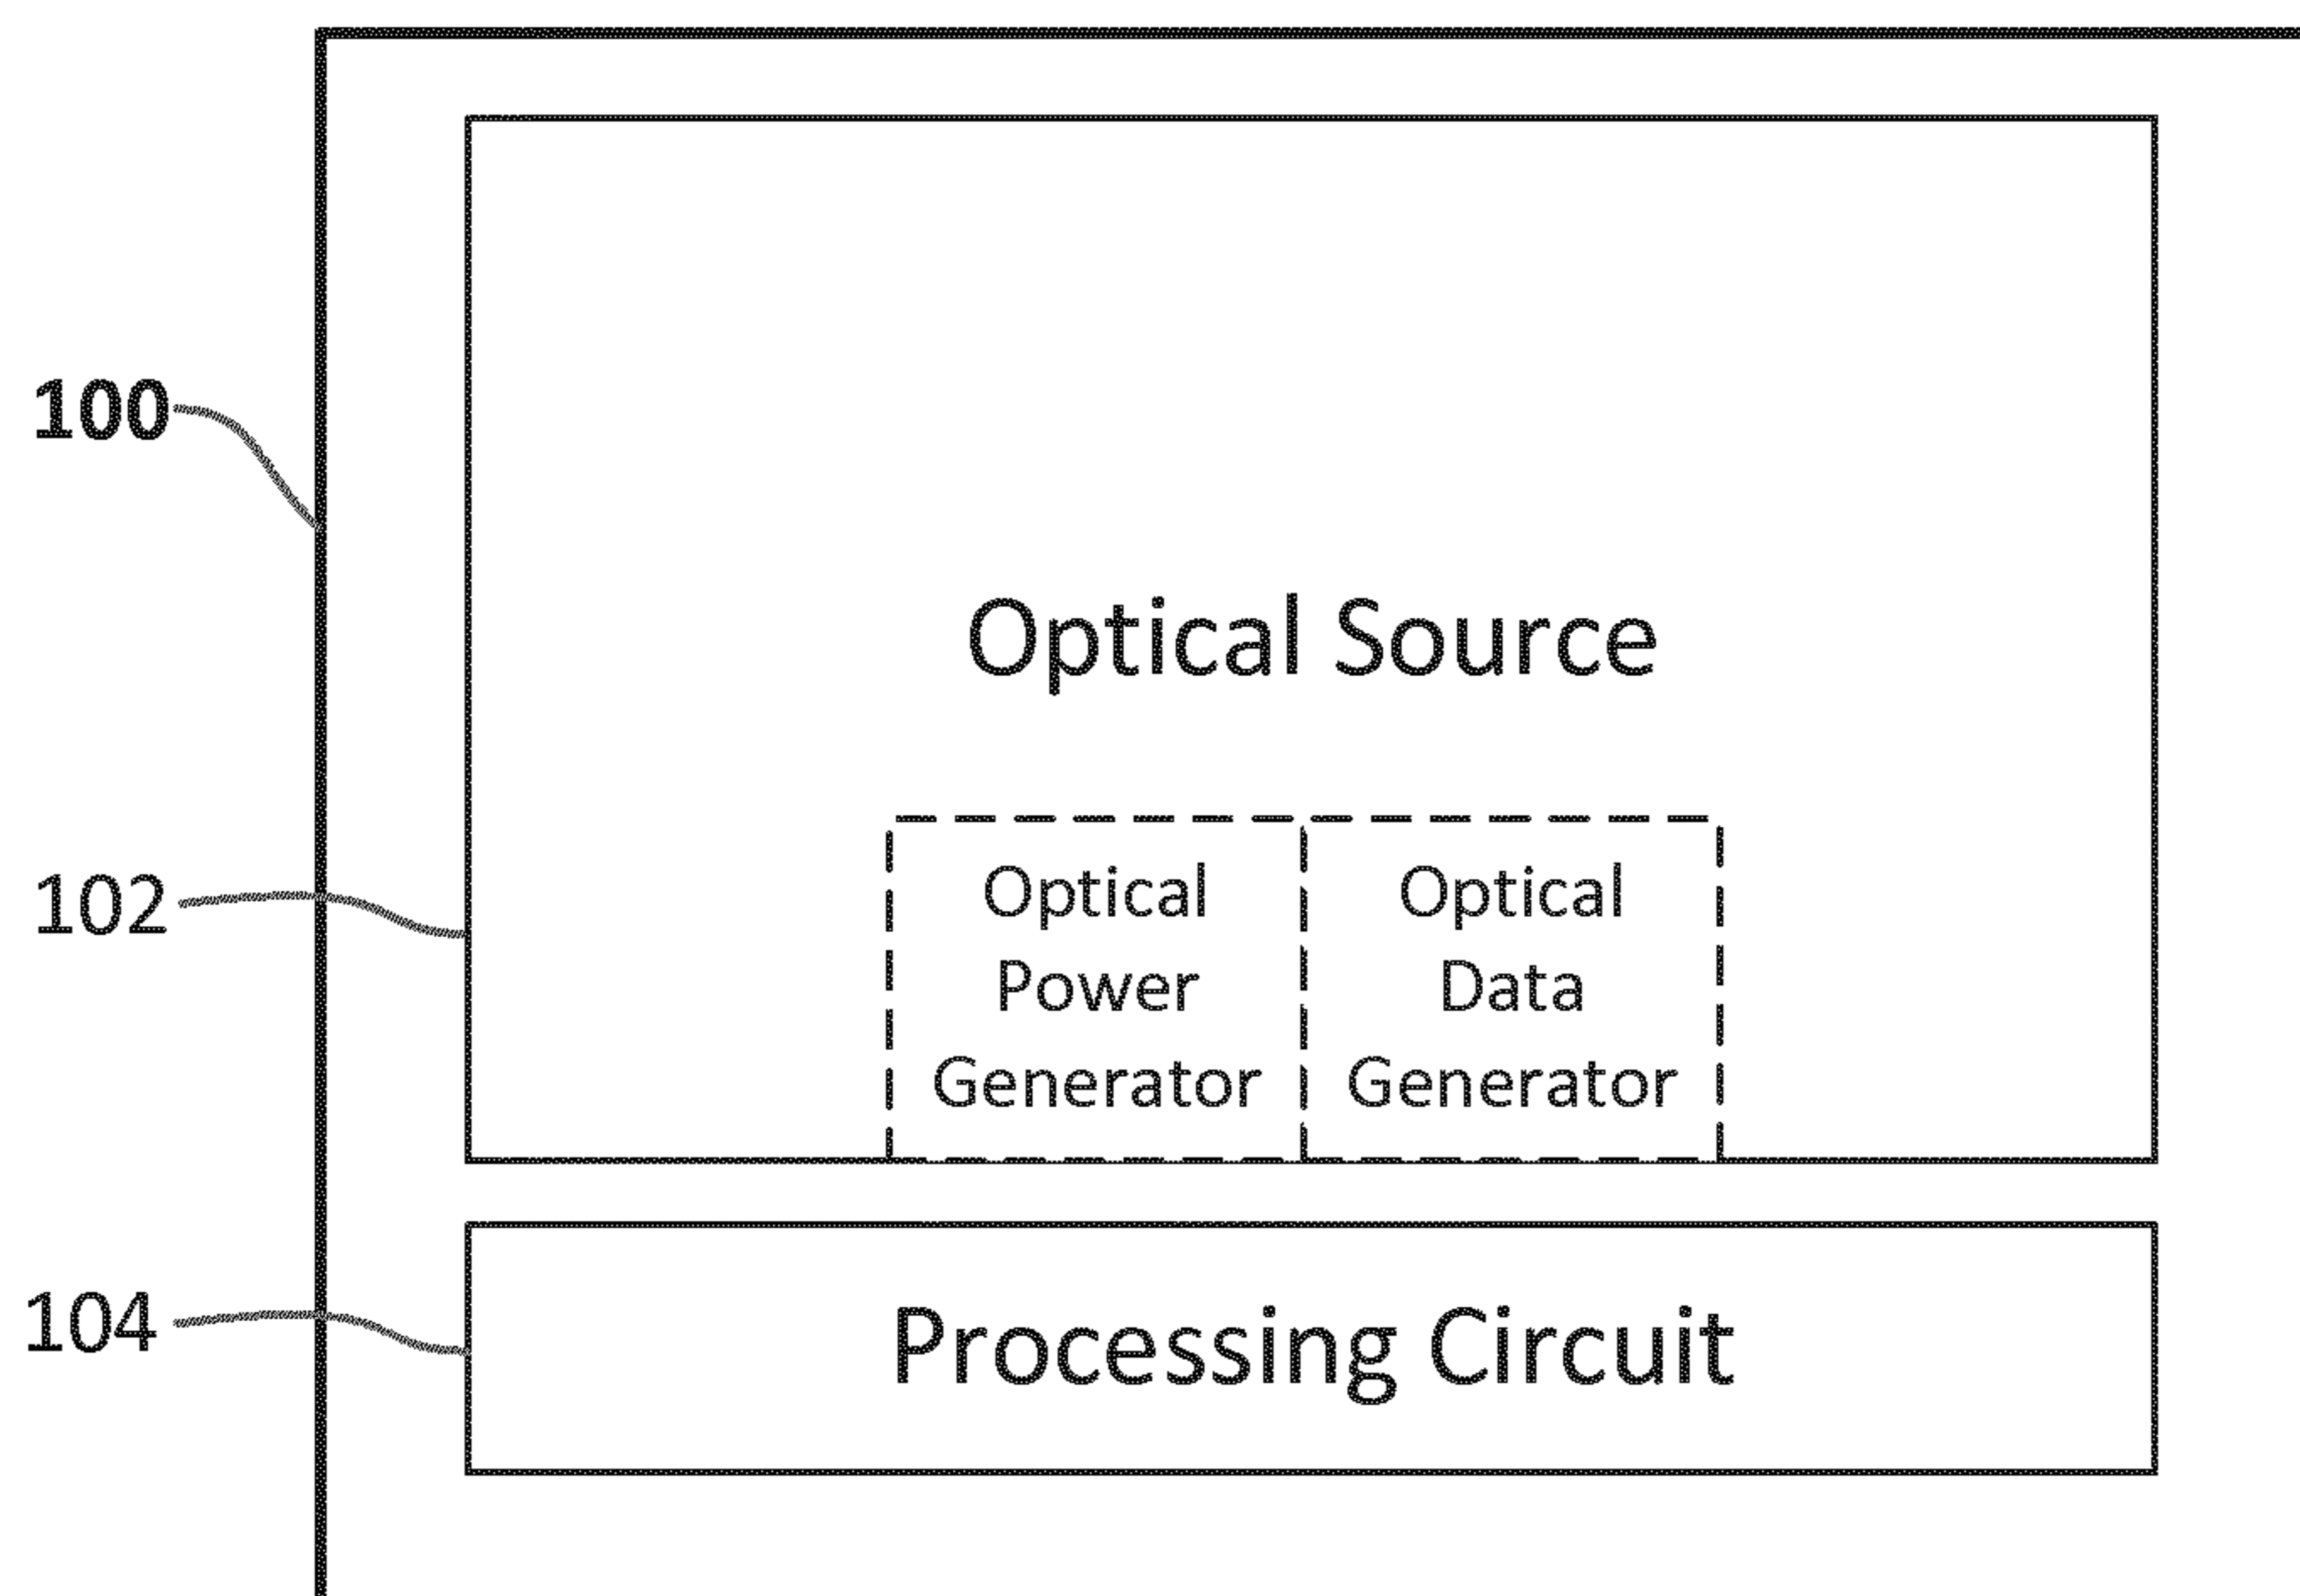 100
Optical Source
102
Optical
Power
Generator
Optical
Data
Generator
104
Processing Circuit